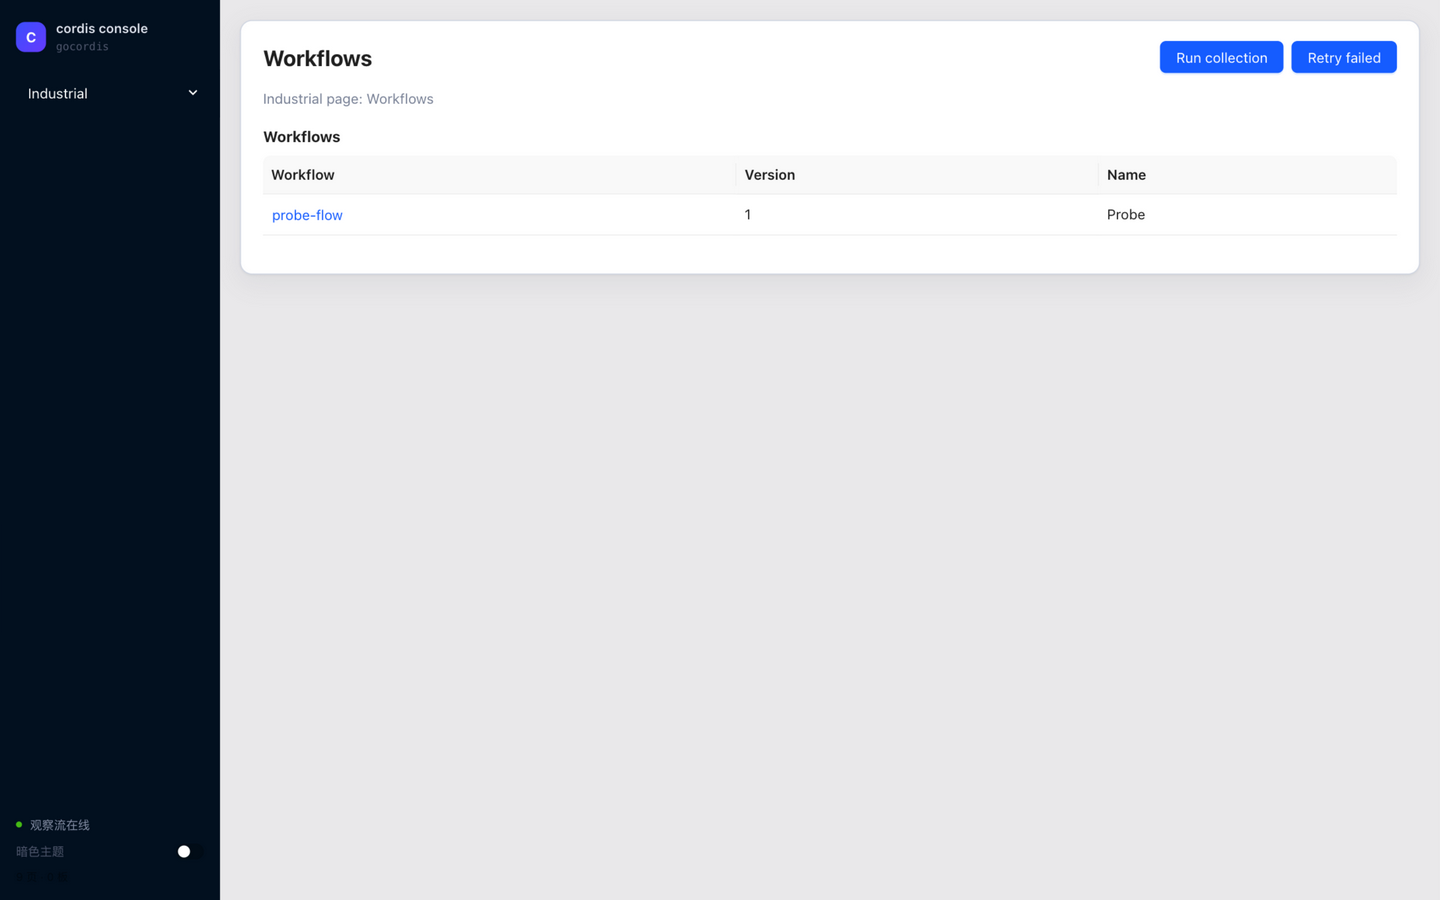 C
cordis console
gocordis
Industrial
观察流在线
暗色主题
Workflows
Run collection
Retry failed
Industrial page: Workflows
Workflows
Workflow
Version
Name
probe-flow
1
Probe